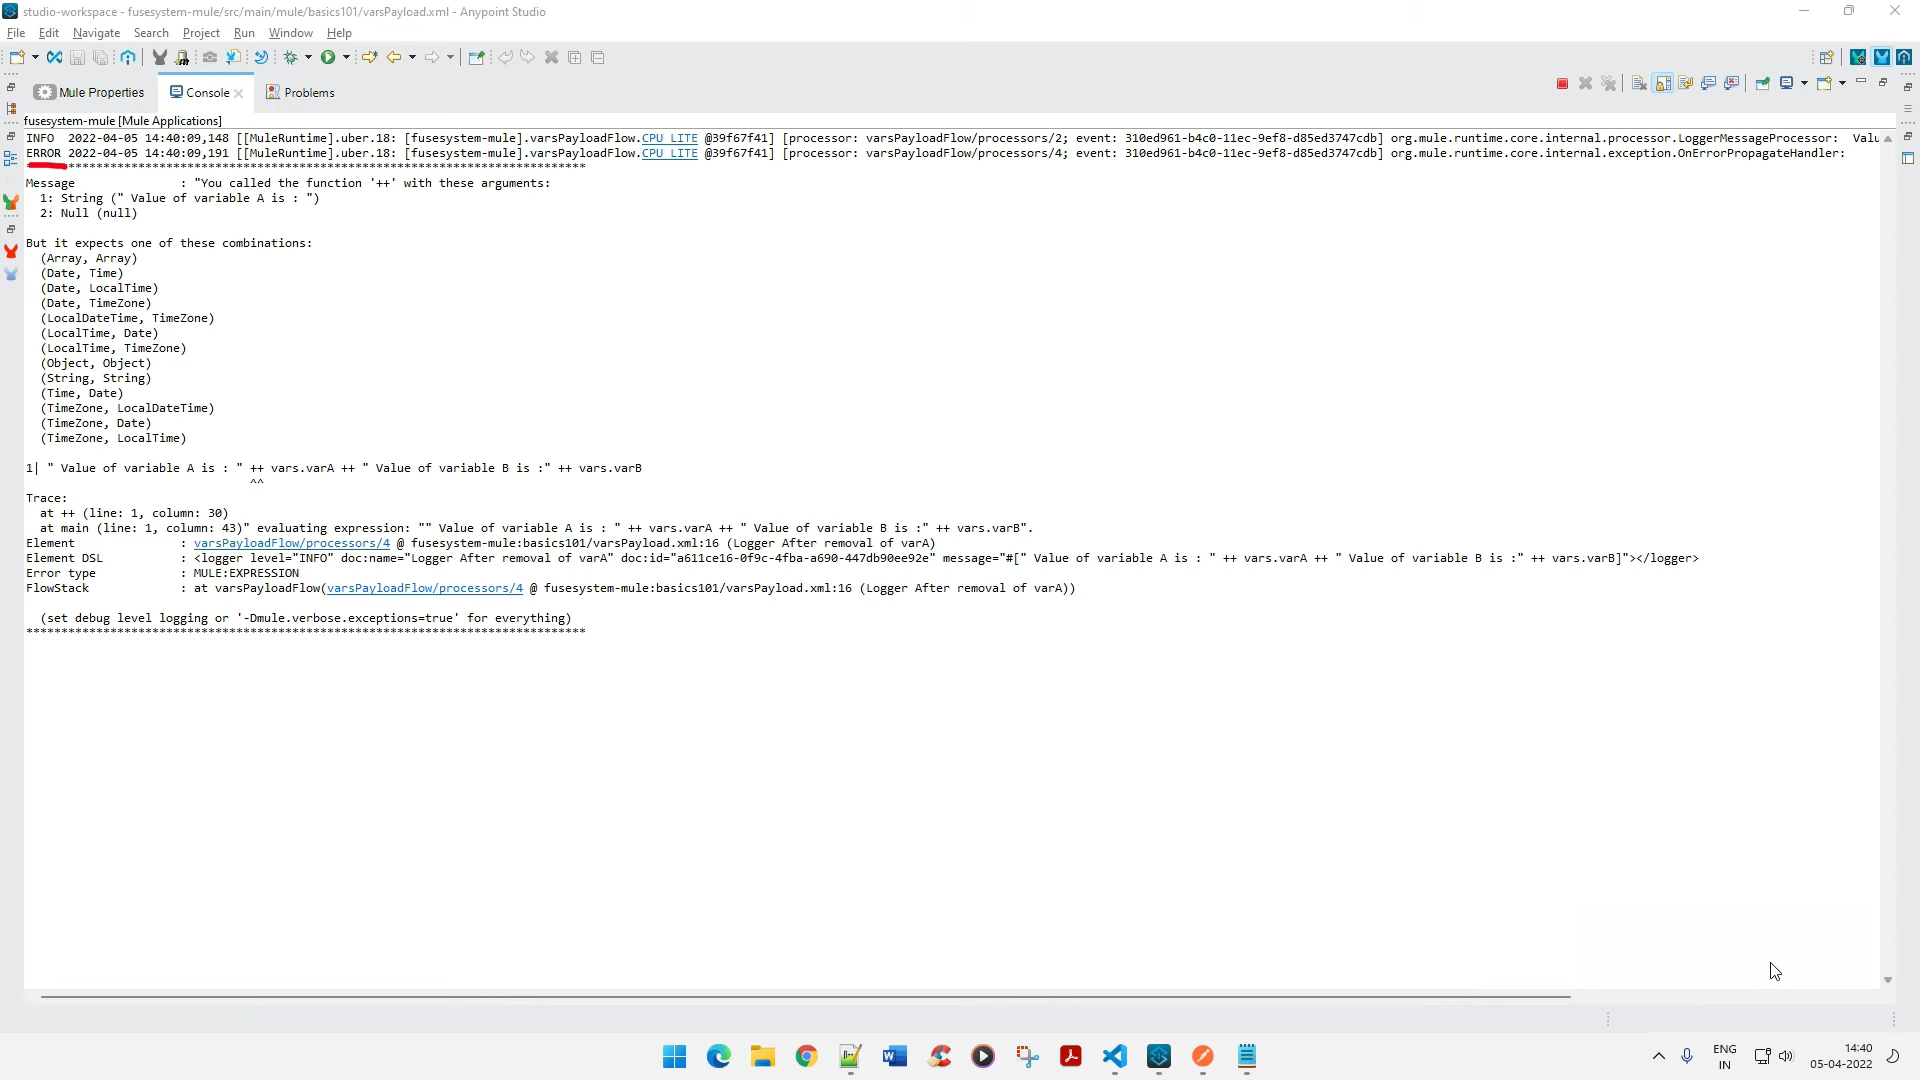 studio-workspace - fusesystem-mule/src/main/mule/basics101/varsPayload.xml - Anypoint Studio
File Edit Navigate Search Project Run Window Help
Mule Properties Console Problems
fusesystem-mule [Mule Applications]
INFO 2022-04-05 14:40:09,148 [[MuleRuntime].uber.18: [fusesystem-mule].varsPayloadFlow.CPU_LITE @39f67f41] [processor: varsPayloadFlow/processors/2; event: 310ed961-b4c0-11ec-9ef8-d85ed3747cdb] org.mule.runtime.core.internal.processor.LoggerMessageProcessor: Valu
ERROR 2022-04-05 14:40:09,191 [[MuleRuntime].uber.18: [fusesystem-mule].varsPayloadFlow.CPU_LITE @39f67f41] [processor: varsPayloadFlow/processors/4; event: 310ed961-b4c0-11ec-9ef8-d85ed3747cdb] org.mule.runtime.core.internal.exception.OnErrorPropagateHandler:
********************************************************************************
Message : "You called the function '++' with these arguments:
1: String (" Value of variable A is : ")
2: Null (null)
But it expects one of these combinations:
(Array, Array)
(Date, Time)
(Date, LocalTime)
(Date, TimeZone)
(LocalDateTime, TimeZone)
(LocalTime, Date)
(LocalTime, TimeZone)
(Object, Object)
(String, String)
(Time, Date)
(TimeZone, LocalDateTime)
(TimeZone, Date)
(TimeZone, LocalTime)
1| " Value of variable A is : " ++ vars.varA ++ " Value of variable B is :" ++ vars.varB
^^
Trace:
at ++ (line: 1, column: 30)
at main (line: 1, column: 43)" evaluating expression: "" Value of variable A is : " ++ vars.varA ++ " Value of variable B is :" ++ vars.varB".
Element : varsPayloadFlow/processors/4 @ fusesystem-mule:basics101/varsPayload.xml:16 (Logger After removal of varA)
Element DSL : <logger level="INFO" doc:name="Logger After removal of varA" doc:id="a611ce16-0f9c-4fba-a690-447db90ee92e" message="#[" Value of variable A is : " ++ vars.varA ++ " Value of variable B is :" ++ vars.varB]"></logger>
Error type : MULE:EXPRESSION
FlowStack : at varsPayloadFlow(varsPayloadFlow/processors/4 @ fusesystem-mule:basics101/varsPayload.xml:16 (Logger After removal of varA))
(set debug level logging or '-Dmule.verbose.exceptions=true' for everything)
********************************************************************************
ENG
IN
14:40
05-04-2022